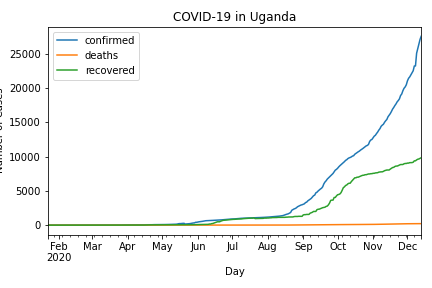 COVID-19 in Uganda
confirmed
deaths
recovered
25000
20000
15000
10000
5000
0
Feb Mar Apr May Jun Jul Aug Sep Oct Nov Dec
2020
Day